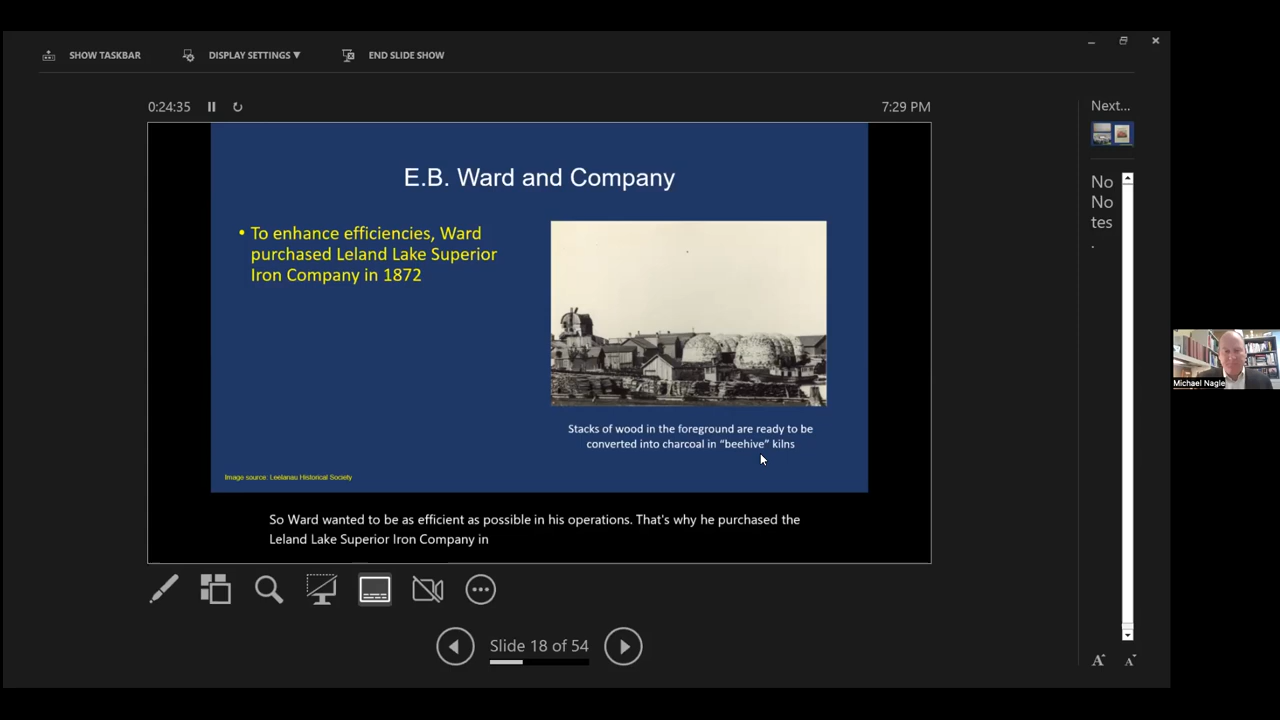 SHOW TASKBAR DISPLAY SETTINGS ▼ END SLIDE SHOW
0:24:35 7:29 PM
Next...
E.B. Ward and Company
• To enhance efficiencies, Ward
purchased Leland Lake Superior
Iron Company in 1872
Stacks of wood in the foreground are ready to be
converted into charcoal in “beehive” kilns
Image source: Leelanau Historical Society
So Ward wanted to be as efficient as possible in his operations. That's why he purchased the
Leland Lake Superior Iron Company in
Slide 18 of 54
No
No
tes
.
A A
Michael Nagle